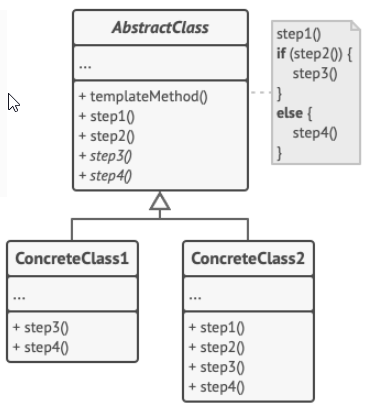 AbstractClass
...
+ templateMethod()
+ step1()
+ step2()
+ step3()
+ step4()
step1()
if (step2()) {
step3()
}
else {
step4()
}
ConcreteClass1
...
+ step3()
+ step4()
ConcreteClass2
...
+ step1()
+ step2()
+ step3()
+ step4()